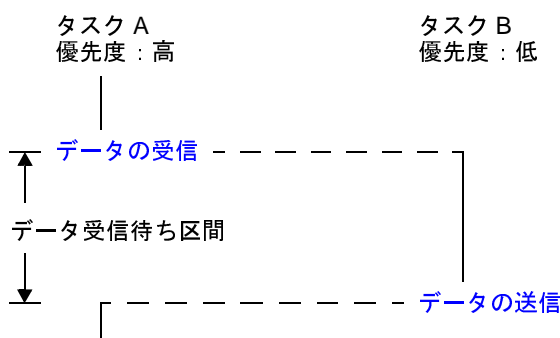 タスク A
優先度 : 高
タスク B
優先度 : 低
データの受信
データ受信待ち区間
データの送信